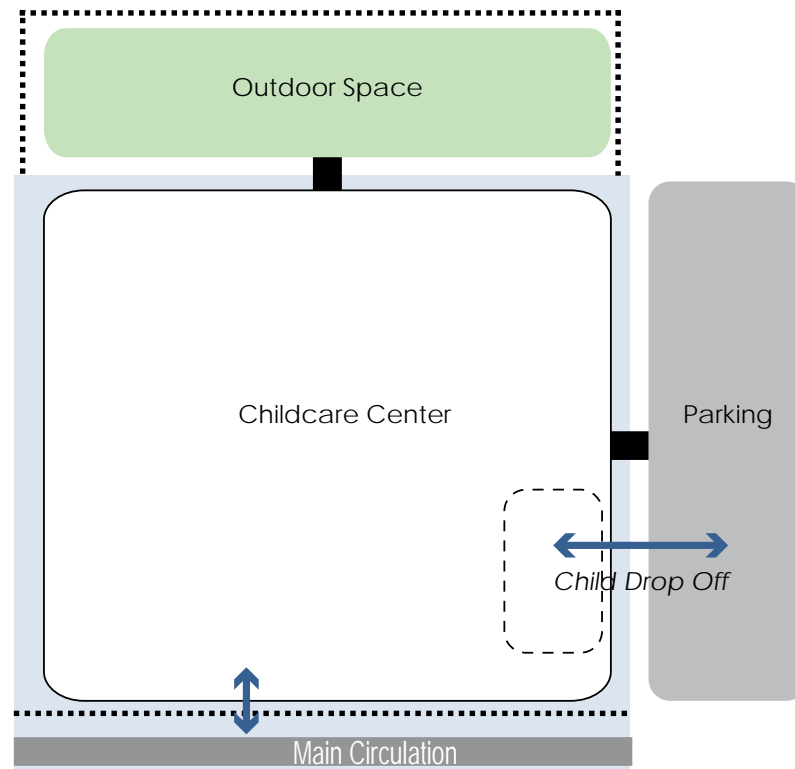 Outdoor Space
Childcare Center
Parking
Child Drop Off
Main Circulation